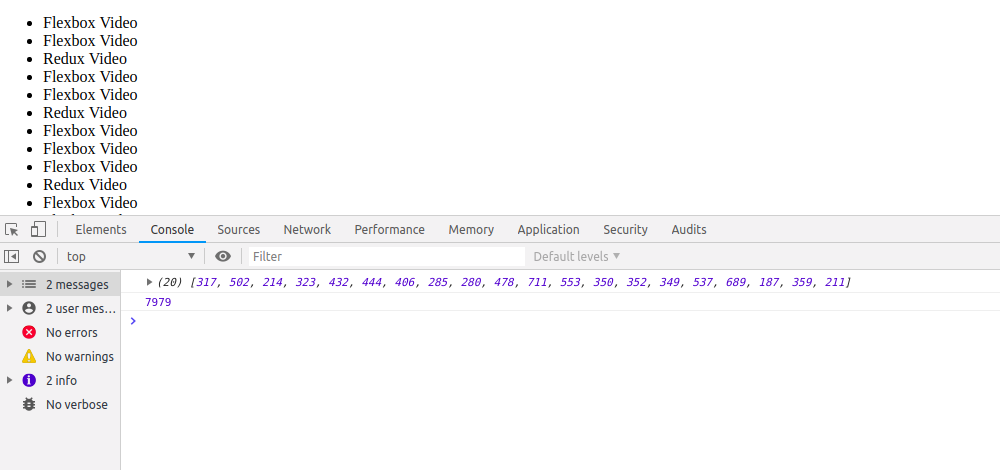 Flexbox Video
Flexbox Video
Redux Video
Flexbox Video
Flexbox Video
Redux Video
Flexbox Video
Flexbox Video
Flexbox Video
Redux Video
Flexbox Video
Elements Console Sources Network Performance Memory Application Security Audits
top Filter Default levels
2 messages
(20) [317, 502, 214, 323, 432, 444, 406, 285, 280, 478, 711, 553, 350, 352, 349, 537, 689, 187, 359, 211]
2 user mes…
7979
No errors
No warnings
2 info
No verbose